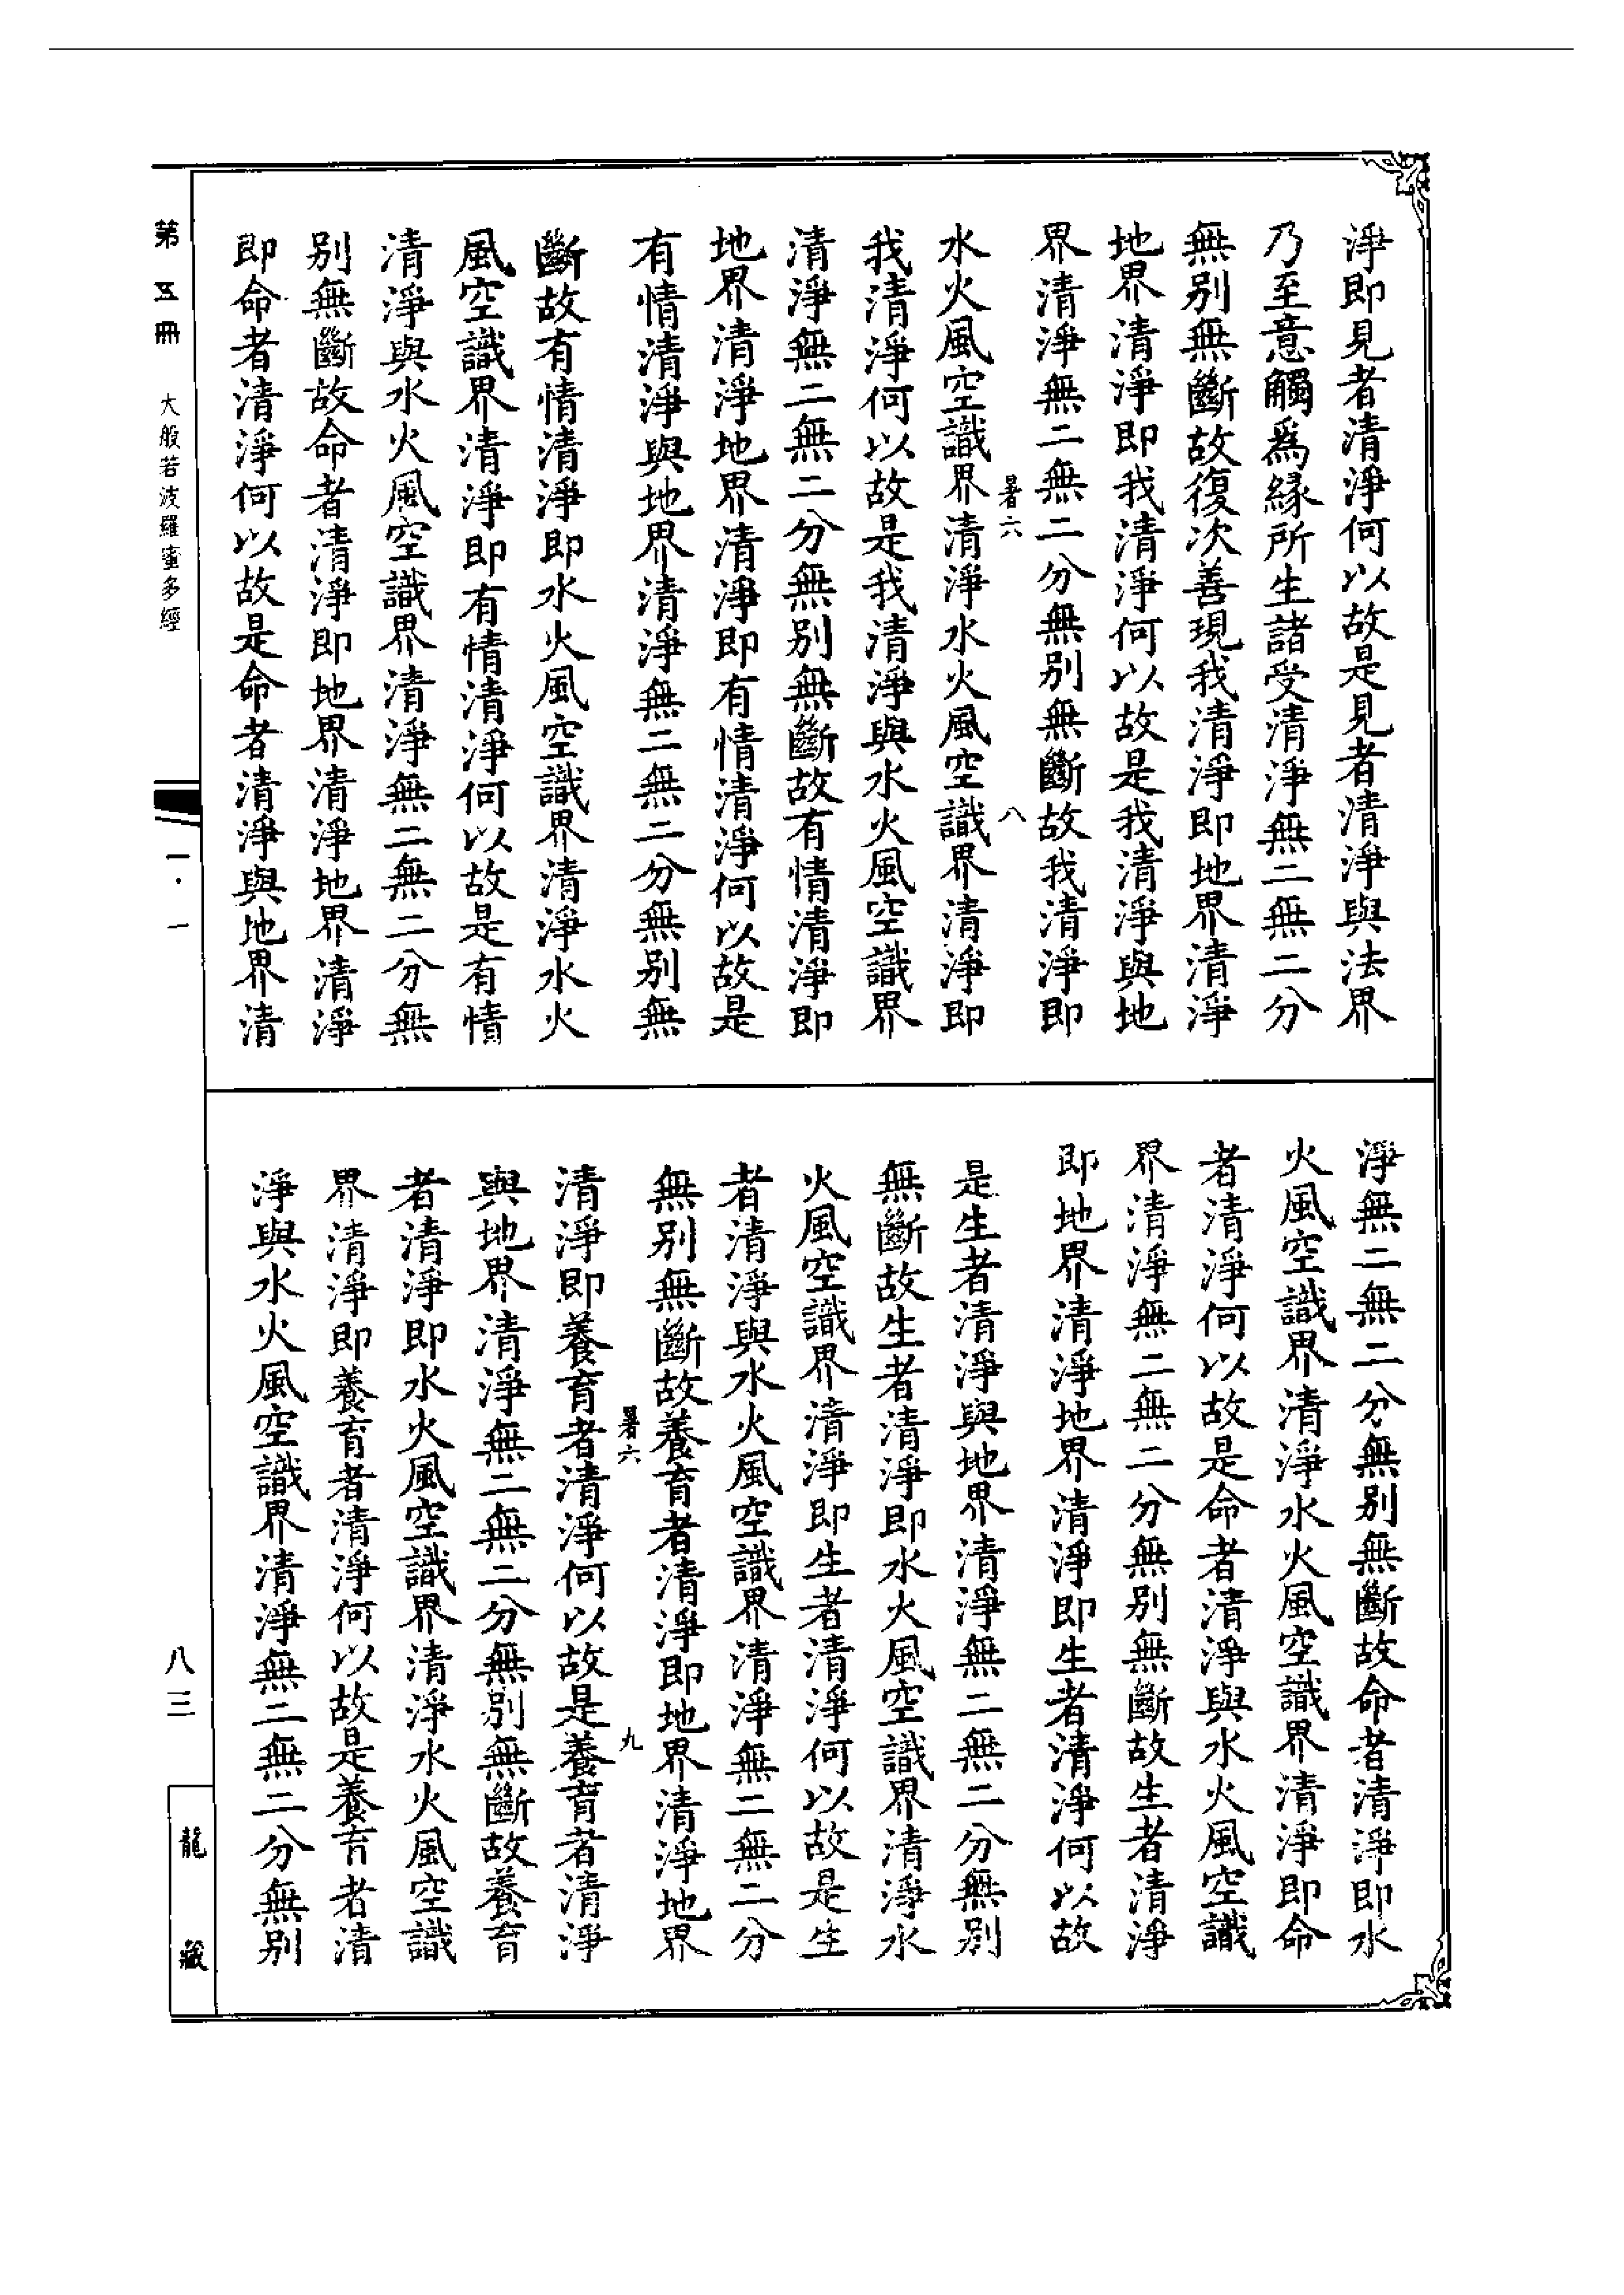 淨即見者清淨何以故是見者清淨與法界
乃至意觸爲緣所生諸受清淨無二無二分
無别無斷故復次善現我清淨即地界清淨
地界清淨即我清淨何以故是我清淨與地
界清淨無二無二分無别無斷故我清淨即
暑六
八
水火風空識界清淨水火風空識界清淨即
我清淨何以故是我清淨與水火風空識界
清淨無二無二分無别無斷故有情清淨即
地界清淨地界清淨即有情清淨何以故是
有情清淨與地界清淨無二無二分無别無
斷故有情清淨即水火風空識界清淨水火
風空識界清淨即有情清淨何以故是有情
清淨與水火風空識界清淨無二無二分無
别無斷故命者清淨即地界清淨地界清淨
即命者清淨何以故是命者清淨與地界清
淨無二無二分無别無斷故命者清淨即水
火風空識界清淨水火風空識界清淨即命
者清淨何以故是命者清淨與水火風空識
界清淨無二無二分無别無斷故生者清淨
即地界清淨地界清淨即生者清淨何以故
是生者清淨與地界清淨無二無二分無别
無斷故生者清淨即水火風空識界清淨水
火風空識界清淨即生者清淨何以故是生
者清淨與水火風空識界清淨無二無二分
無别無斷故養育者清淨即地界清淨地界
暑六
九
清淨即養育者清淨何以故是養育者清淨
與地界清淨無二無二分無别無斷故養育
者清淨即水火風空識界清淨水火風空識
界清淨即養育者清淨何以故是養育者清
淨與水火風空識界清淨無二無二分無别
第五冊
大般若波羅蜜多經
一·一
八三
龍藏